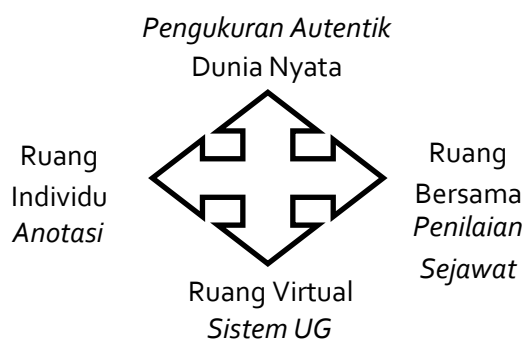 Pengukuran Autentik
Dunia Nyata
Ruang
Individu
Anotasi
Ruang
Bersama
Penilaian
Sejawat
Ruang Virtual
Sistem UG